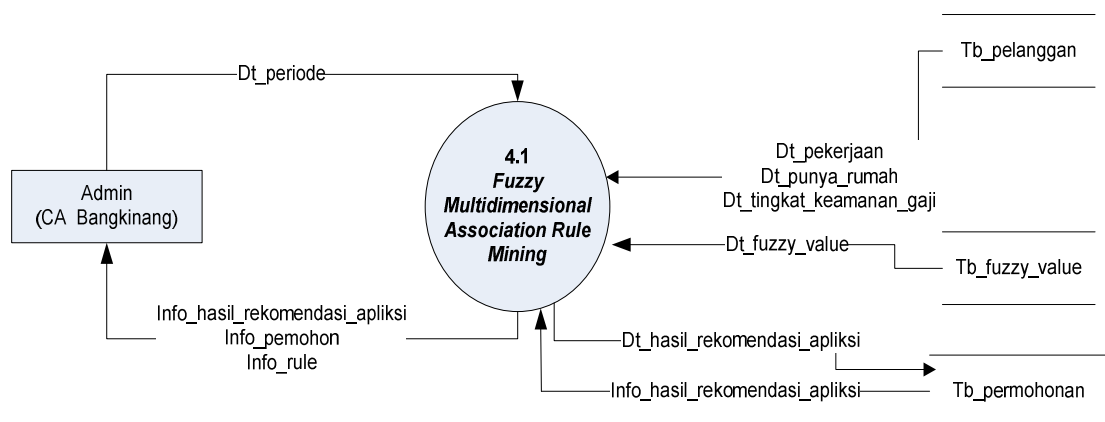 Dt_periode
Tb_pelanggan
4.1
Fuzzy
Multidimensional
Association Rule
Mining
Dt_pekerjaan
Dt_punya_rumah
Dt_tingkat_keamanan_gaji
Admin
(CA Bangkinang)
Dt_fuzzy_value
Tb_fuzzy_value
Info_hasil_rekomendasi_apliksi
Info_pemohon
Info_rule
Dt_hasil_rekomendasi_apliksi
Info_hasil_rekomendasi_apliksi
Tb_permohonan